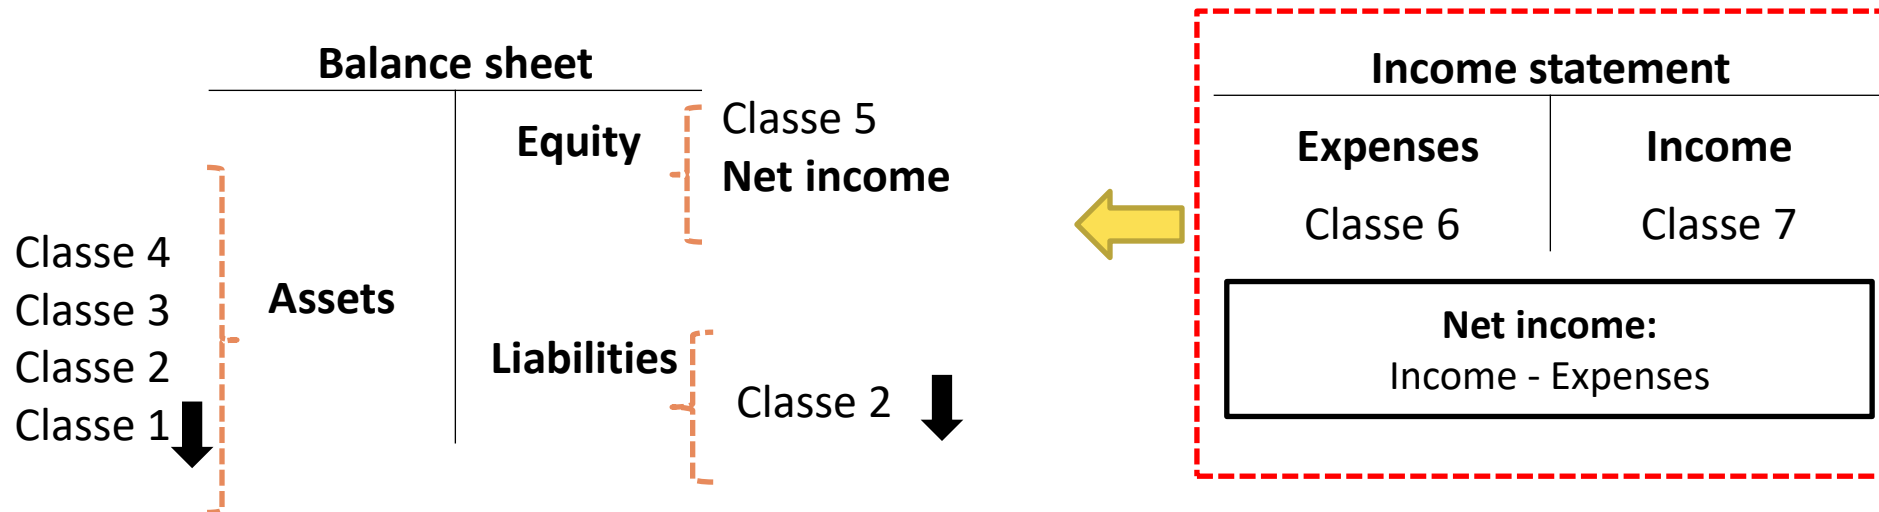 Balance sheet
Equity
Classe 5
Net income
Classe 4
Classe 3
Classe 2
Classe 1
Assets
Liabilities
Classe 2
Income statement
Expenses
Income
Classe 6
Classe 7
Net income:
Income - Expenses